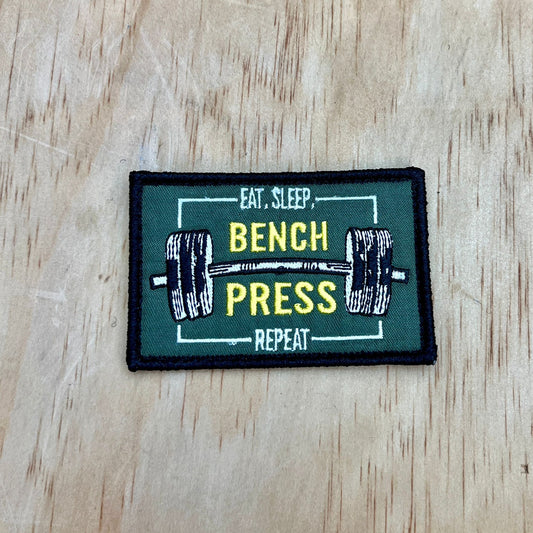 EAT, SLEEP,
BENCH
PRESS
REPEAT